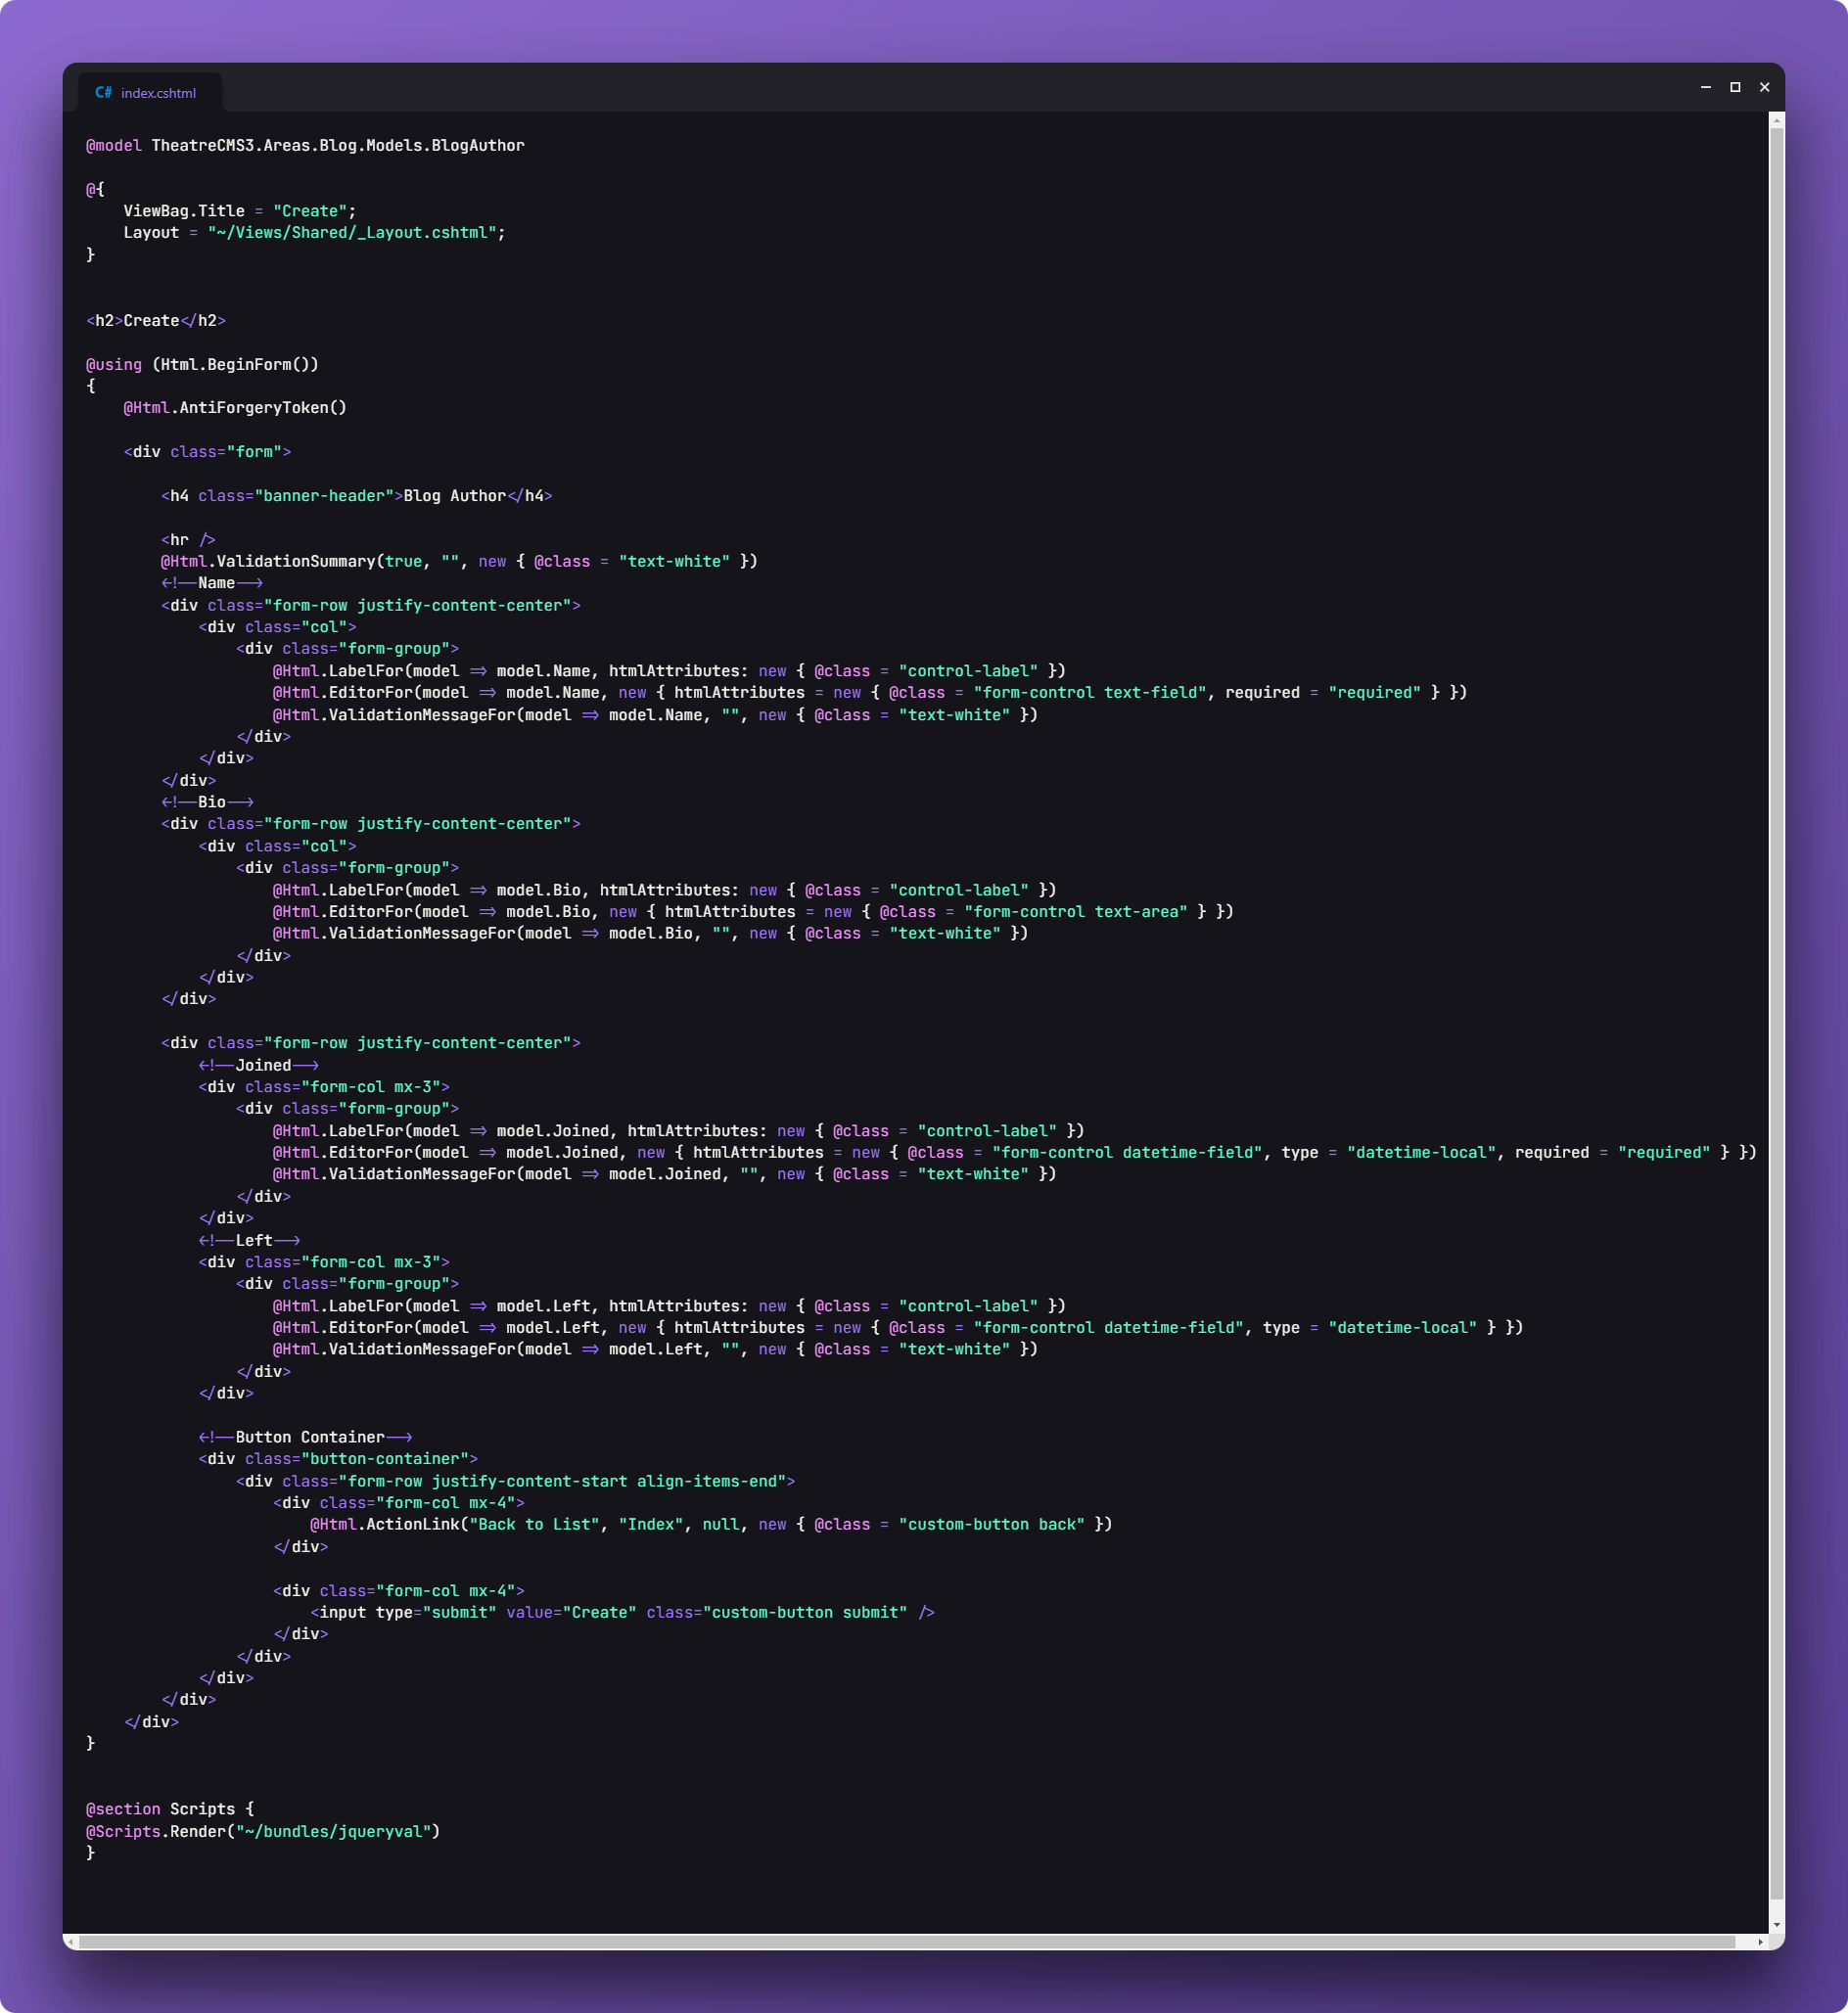 C# index.cshtml
@model TheatreCMS3.Areas.Blog.Models.BlogAuthor
@{
    ViewBag.Title = "Create";
    Layout = "~/Views/Shared/_Layout.cshtml";
}
<h2>Create</h2>
@using (Html.BeginForm())
{
    @Html.AntiForgeryToken()
    <div class="form">
        <h4 class="banner-header">Blog Author</h4>
        <hr />
        @Html.ValidationSummary(true, "", new { @class = "text-white" })
        <!--Name-->
        <div class="form-row justify-content-center">
            <div class="col">
                <div class="form-group">
                    @Html.LabelFor(model => model.Name, htmlAttributes: new { @class = "control-label" })
                    @Html.EditorFor(model => model.Name, new { htmlAttributes = new { @class = "form-control text-field", required = "required" } })
                    @Html.ValidationMessageFor(model => model.Name, "", new { @class = "text-white" })
                </div>
            </div>
        </div>
        <!--Bio-->
        <div class="form-row justify-content-center">
            <div class="col">
                <div class="form-group">
                    @Html.LabelFor(model => model.Bio, htmlAttributes: new { @class = "control-label" })
                    @Html.EditorFor(model => model.Bio, new { htmlAttributes = new { @class = "form-control text-area" } })
                    @Html.ValidationMessageFor(model => model.Bio, "", new { @class = "text-white" })
                </div>
            </div>
        </div>
        <div class="form-row justify-content-center">
            <!--Joined-->
            <div class="form-col mx-3">
                <div class="form-group">
                    @Html.LabelFor(model => model.Joined, htmlAttributes: new { @class = "control-label" })
                    @Html.EditorFor(model => model.Joined, new { htmlAttributes = new { @class = "form-control datetime-field", type = "datetime-local", required = "required" } })
                    @Html.ValidationMessageFor(model => model.Joined, "", new { @class = "text-white" })
                </div>
            </div>
            <!--Left-->
            <div class="form-col mx-3">
                <div class="form-group">
                    @Html.LabelFor(model => model.Left, htmlAttributes: new { @class = "control-label" })
                    @Html.EditorFor(model => model.Left, new { htmlAttributes = new { @class = "form-control datetime-field", type = "datetime-local" } })
                    @Html.ValidationMessageFor(model => model.Left, "", new { @class = "text-white" })
                </div>
            </div>
            <!--Button Container-->
            <div class="button-container">
                <div class="form-row justify-content-start align-items-end">
                    <div class="form-col mx-4">
                        @Html.ActionLink("Back to List", "Index", null, new { @class = "custom-button back" })
                    </div>
                    <div class="form-col mx-4">
                        <input type="submit" value="Create" class="custom-button submit" />
                    </div>
                </div>
            </div>
        </div>
    </div>
}
@section Scripts {
@Scripts.Render("~/bundles/jqueryval")
}